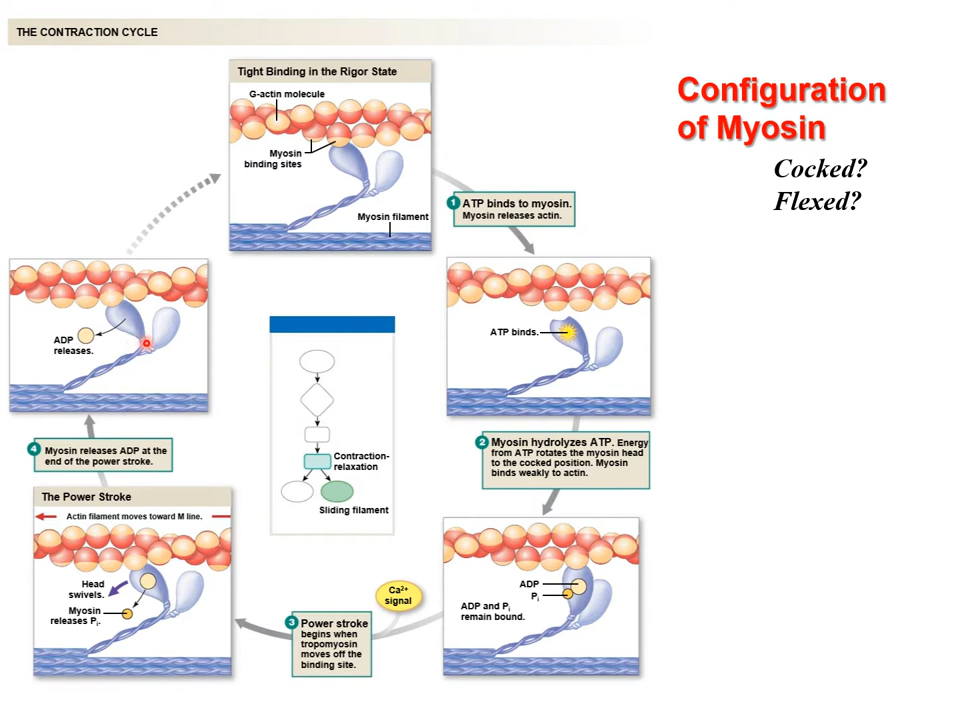 THE CONTRACTION CYCLE
Tight Binding in the Rigor State
G-actin molecule
Myosin
binding sites
Myosin filament
Configuration
of Myosin
Cocked?
Flexed?
1 ATP binds to myosin.
Myosin releases actin.
ATP binds.
2 Myosin hydrolyzes ATP. Energy
from ATP rotates the myosin head
to the cocked position. Myosin
binds weakly to actin.
ADP
Pi
ADP and Pi
remain bound.
Ca2+
signal
3 Power stroke
begins when
tropomyosin
moves off the
binding site.
The Power Stroke
Actin filament moves toward M line.
Head
swivels.
Myosin
releases Pi.
4 Myosin releases ADP at the
end of the power stroke.
ADP
releases.
Contraction-
relaxation
Sliding filament